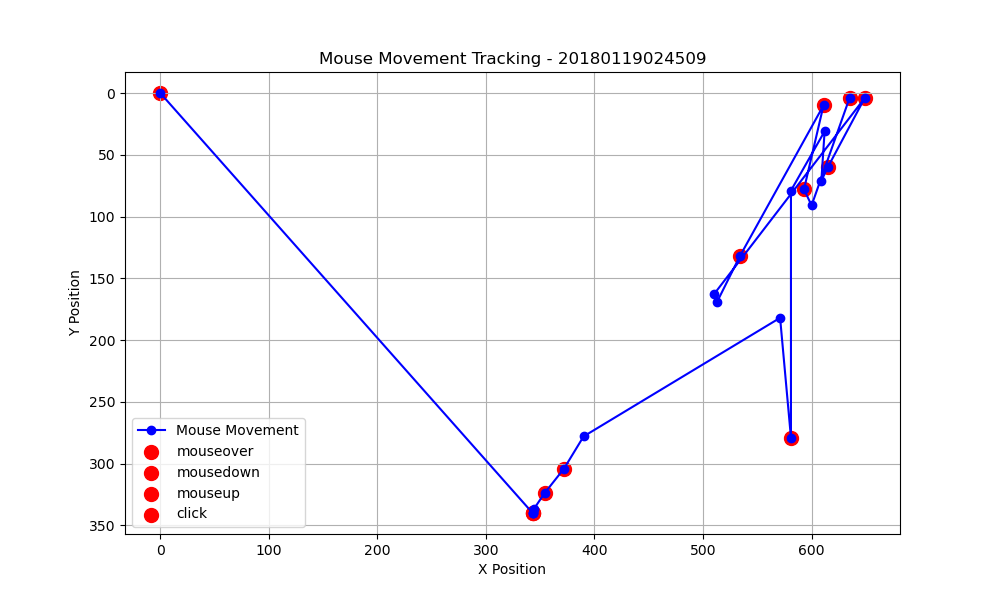 Mouse Movement Tracking - 20180119024509
0
50
100
150
200
250
300
350
Y Position
Mouse Movement
mouseover
mousedown
mouseup
click
0 100 200 300 400 500 600
X Position